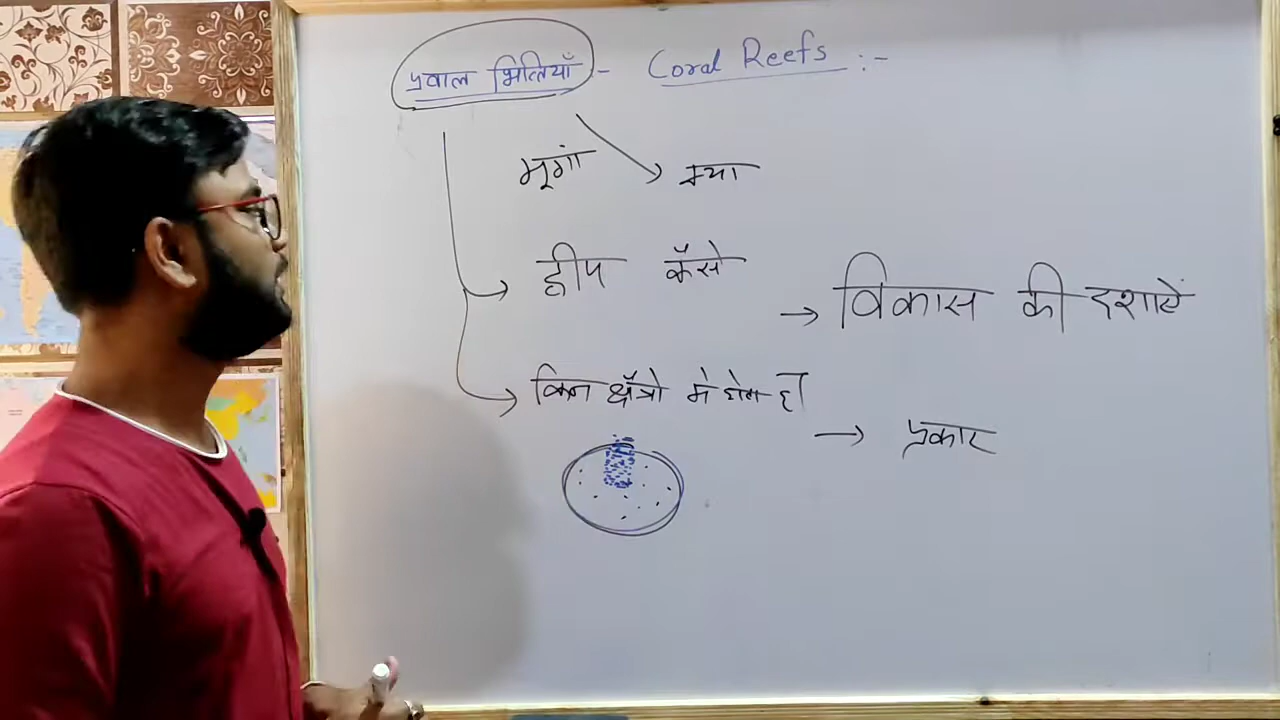 प्रवाल भित्तियाँ - Coral Reefs :-
मूगां → क्या
→ द्वीप कैसे
→ विकास की दशाऐं
→ किन क्षैत्रो मे होता है
→ प्रकार